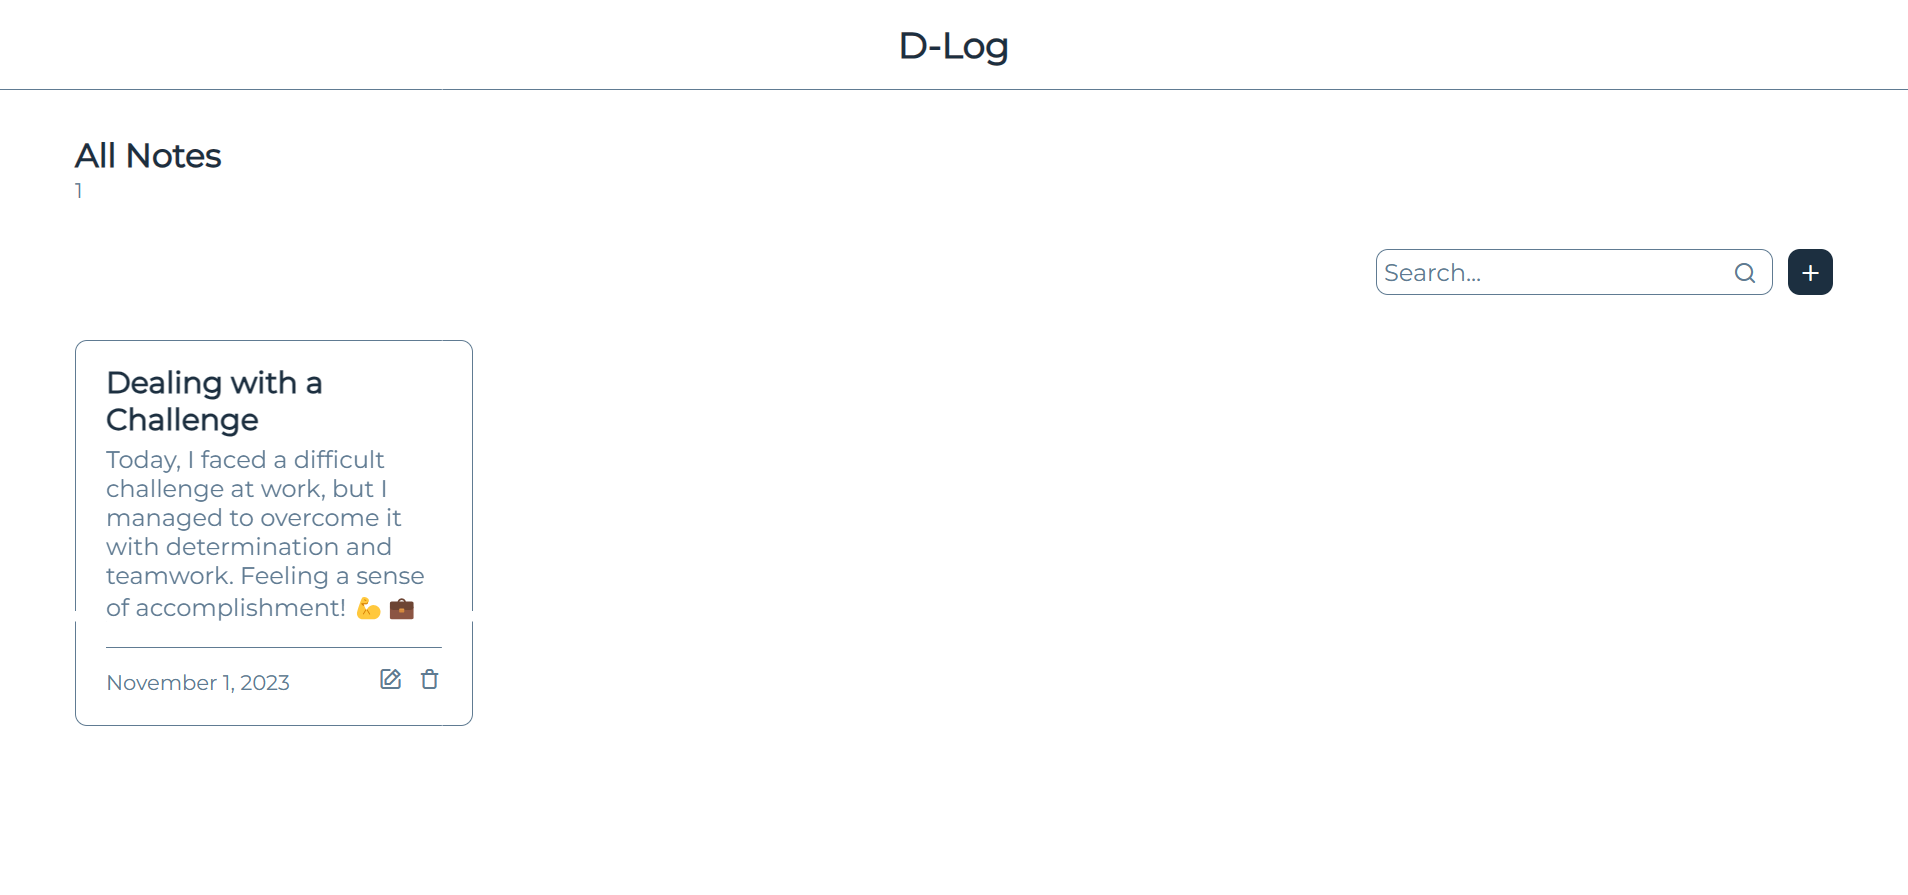 D-Log
All Notes
1
Search...
Dealing with a
Challenge
Today, I faced a difficult
challenge at work, but I
managed to overcome it
with determination and
teamwork. Feeling a sense
of accomplishment! 💪 💼
November 1, 2023